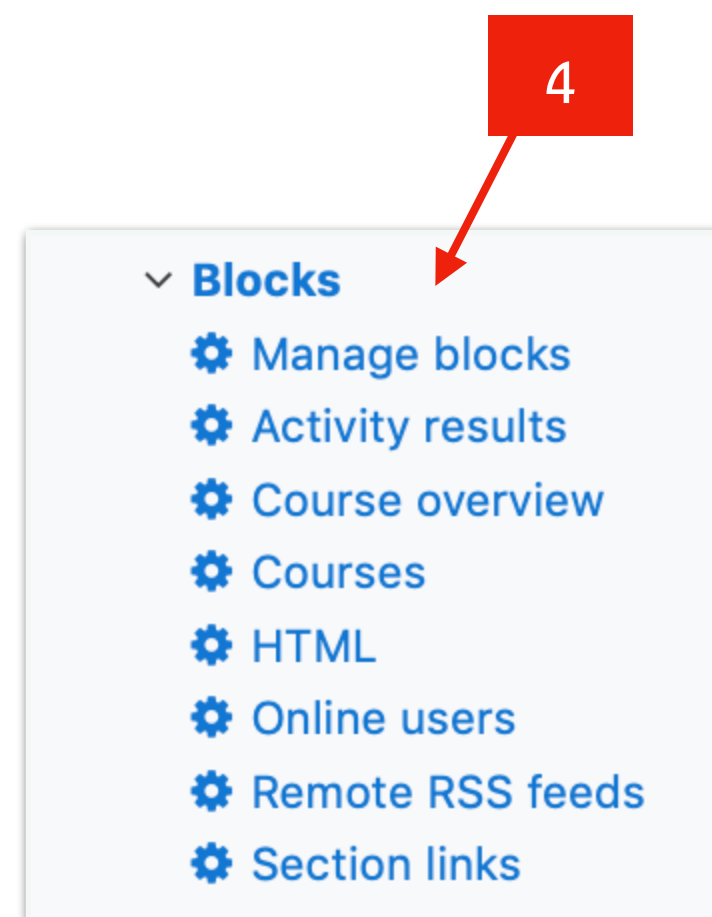 4
Blocks
Manage blocks
Activity results
Course overview
Courses
HTML
Online users
Remote RSS feeds
Section links